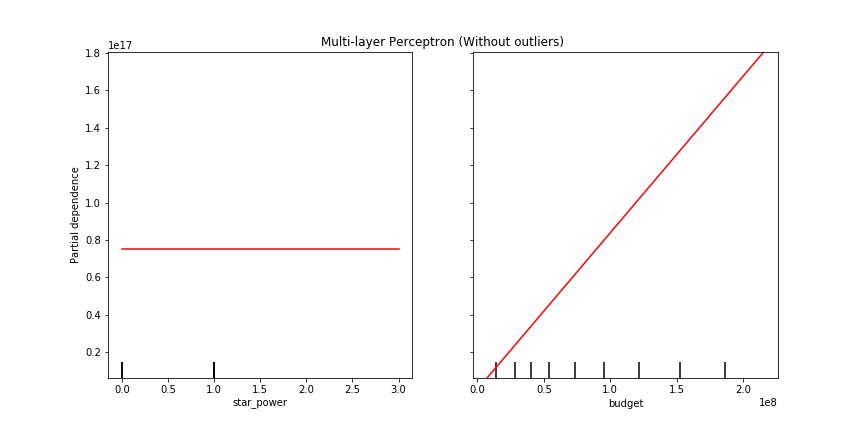 Multi-layer Perceptron (Without outliers)
1e17
1.8
1.6
1.4
1.2
1.0
0.8
0.6
0.4
0.2
Partial dependence
0.0 0.5 1.0 1.5 2.0 2.5 3.0
star_power
0.0 0.5 1.0 1.5 2.0
1e8
budget